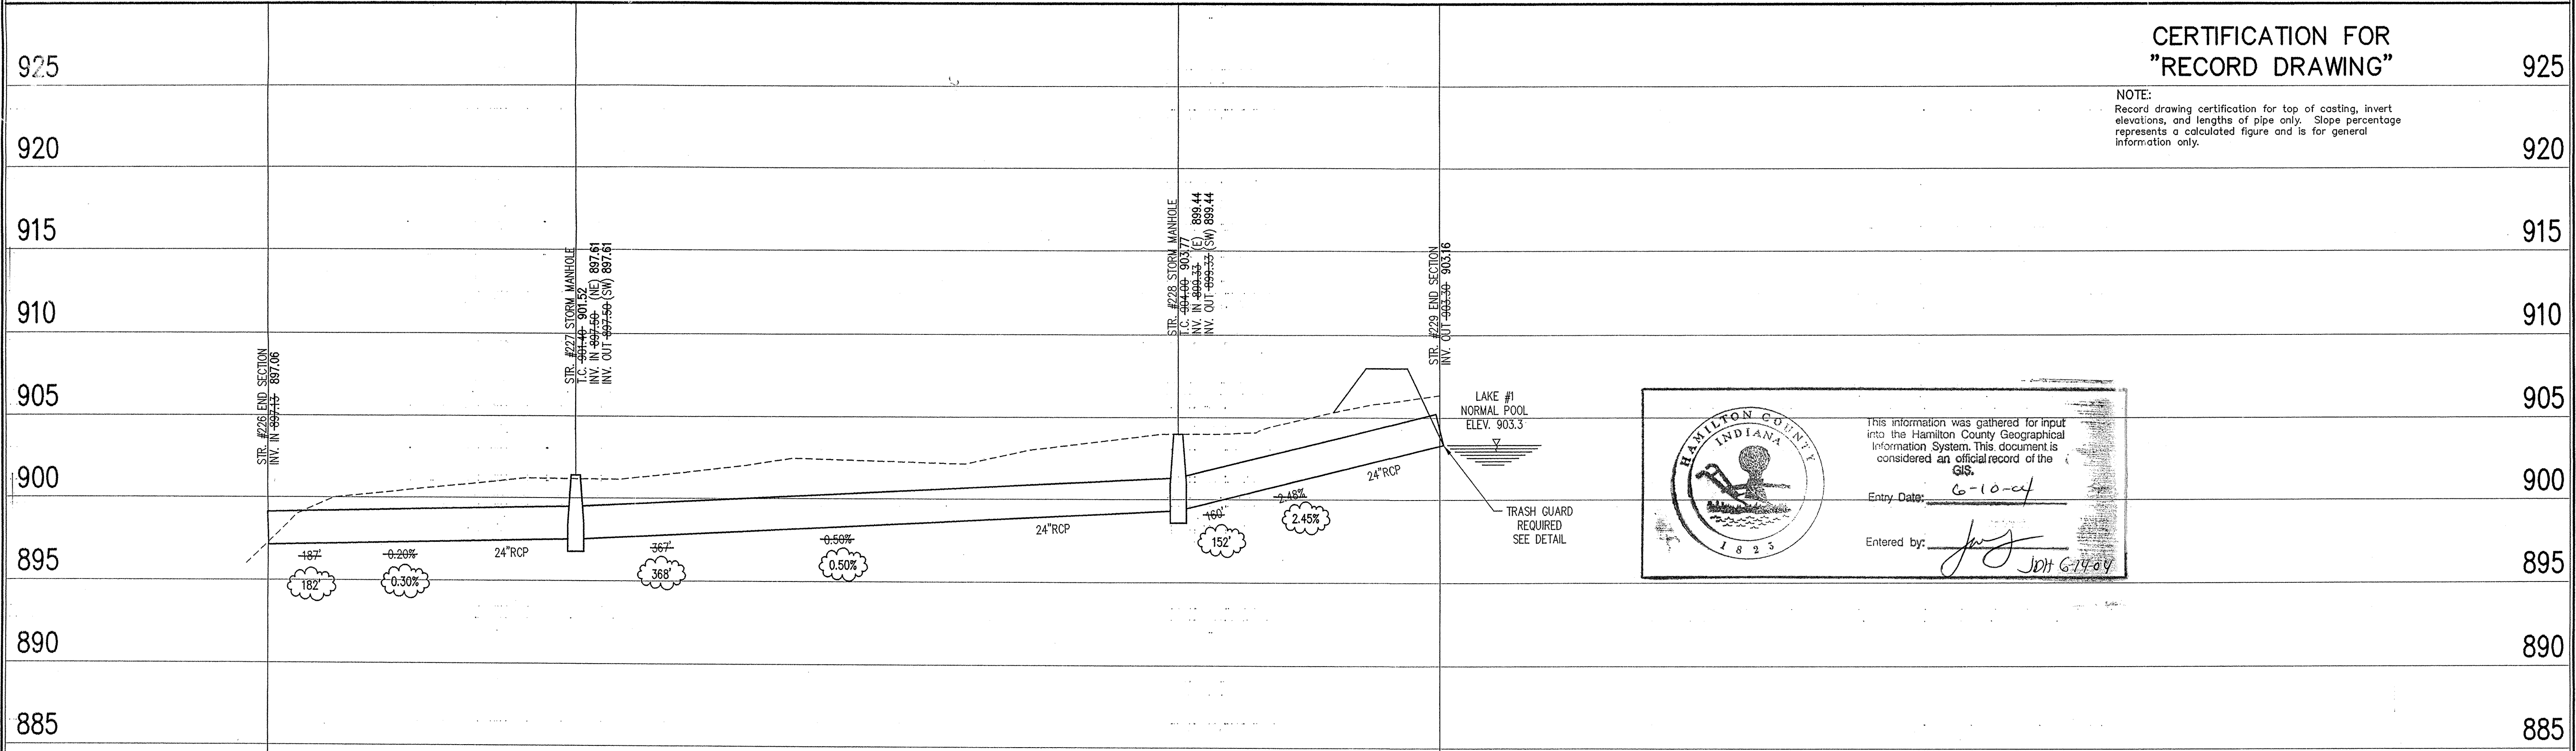 CERTIFICATION FOR
"RECORD DRAWING"
NOTE:
Record drawing certification for top of casting, invert
elevations, and lengths of pipe only. Slope percentage
represents a calculated figure and is for general
information only.
925
925
920
920
915
915
910
910
905
905
900
900
895
895
890
890
885
885
STR. #226 END SECTION
INV. IN 897.13 897.06
STR. #227 STORM MANHOLE
T.C. 901.40 901.52
INV. IN 897.50 (NE) 897.61
INV. OUT 897.50 (SW) 897.61
STR. #228 STORM MANHOLE
T.C. 904.00 903.77
INV. IN 899.33 (E) 899.44
INV. OUT 899.33 (SW) 899.44
STR. #229 END SECTION
INV. OUT 903.30 903.16
LAKE #1
NORMAL POOL
ELEV. 903.3
TRASH GUARD
REQUIRED
SEE DETAIL
187'
182'
0.20%
0.30%
24"RCP
367'
368'
0.50%
0.50%
24"RCP
160'
152'
2.48%
2.45%
24"RCP
HAMILTON COUNTY
INDIANA
1823
This information was gathered for input
into the Hamilton County Geographical
Information System. This document is
considered an official record of the
GIS.
Entry Date: 6-10-04
Entered by:
JDH 6-14-04